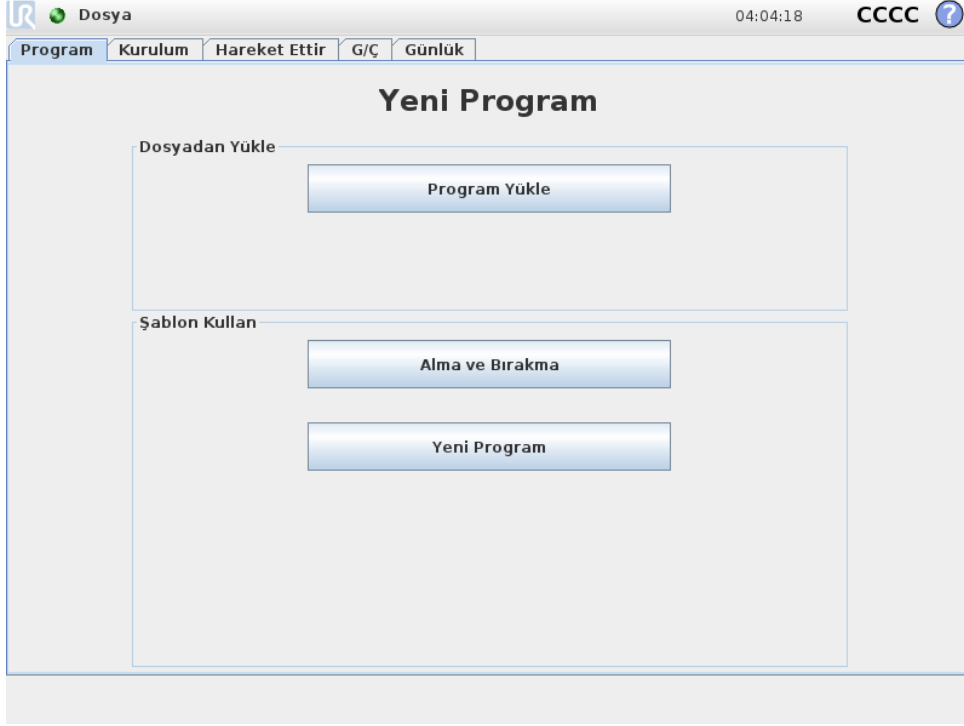 UR Dosya 04:04:18 CCCC ?
Program Kurulum Hareket Ettir G/Ç Günlük
Yeni Program
Dosyadan Yükle
Program Yükle
Şablon Kullan
Alma ve Bırakma
Yeni Program